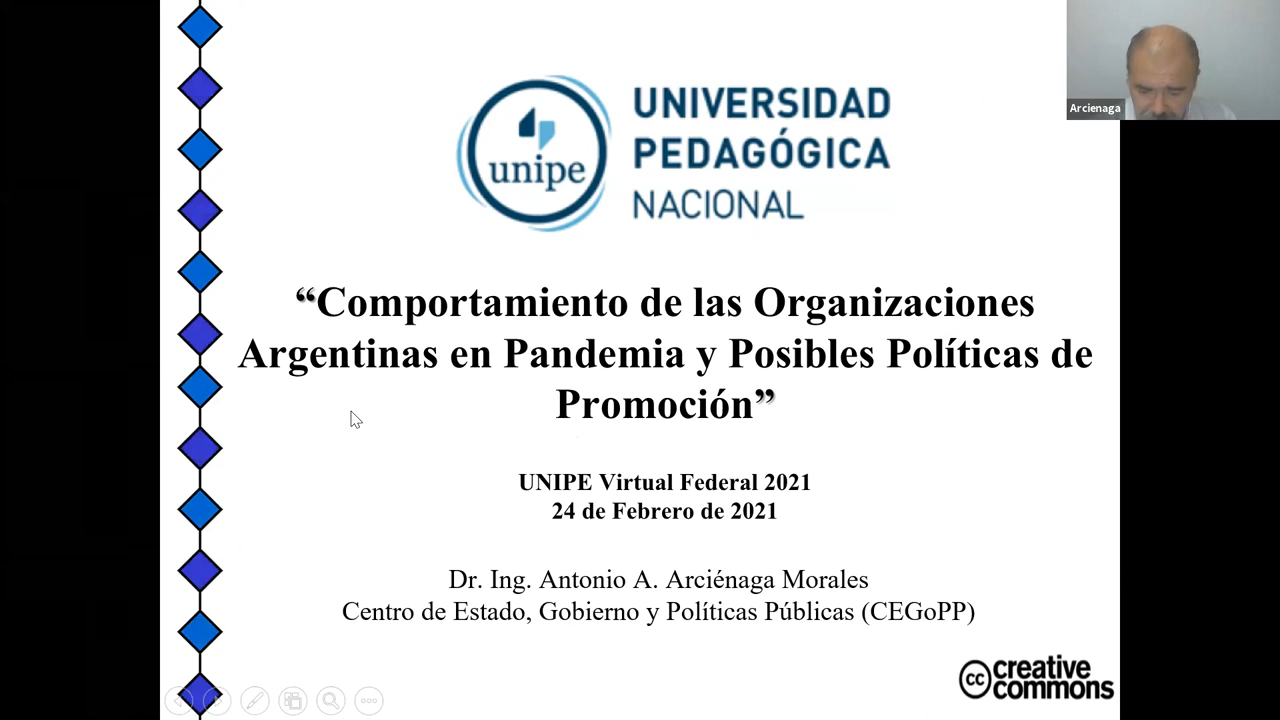 unipe
UNIVERSIDAD
PEDAGÓGICA
NACIONAL
Arcienaga
“Comportamiento de las Organizaciones
Argentinas en Pandemia y Posibles Políticas de
Promoción”
UNIPE Virtual Federal 2021
24 de Febrero de 2021
Dr. Ing. Antonio A. Arciénaga Morales
Centro de Estado, Gobierno y Políticas Públicas (CEGoPP)
cc creative
commons